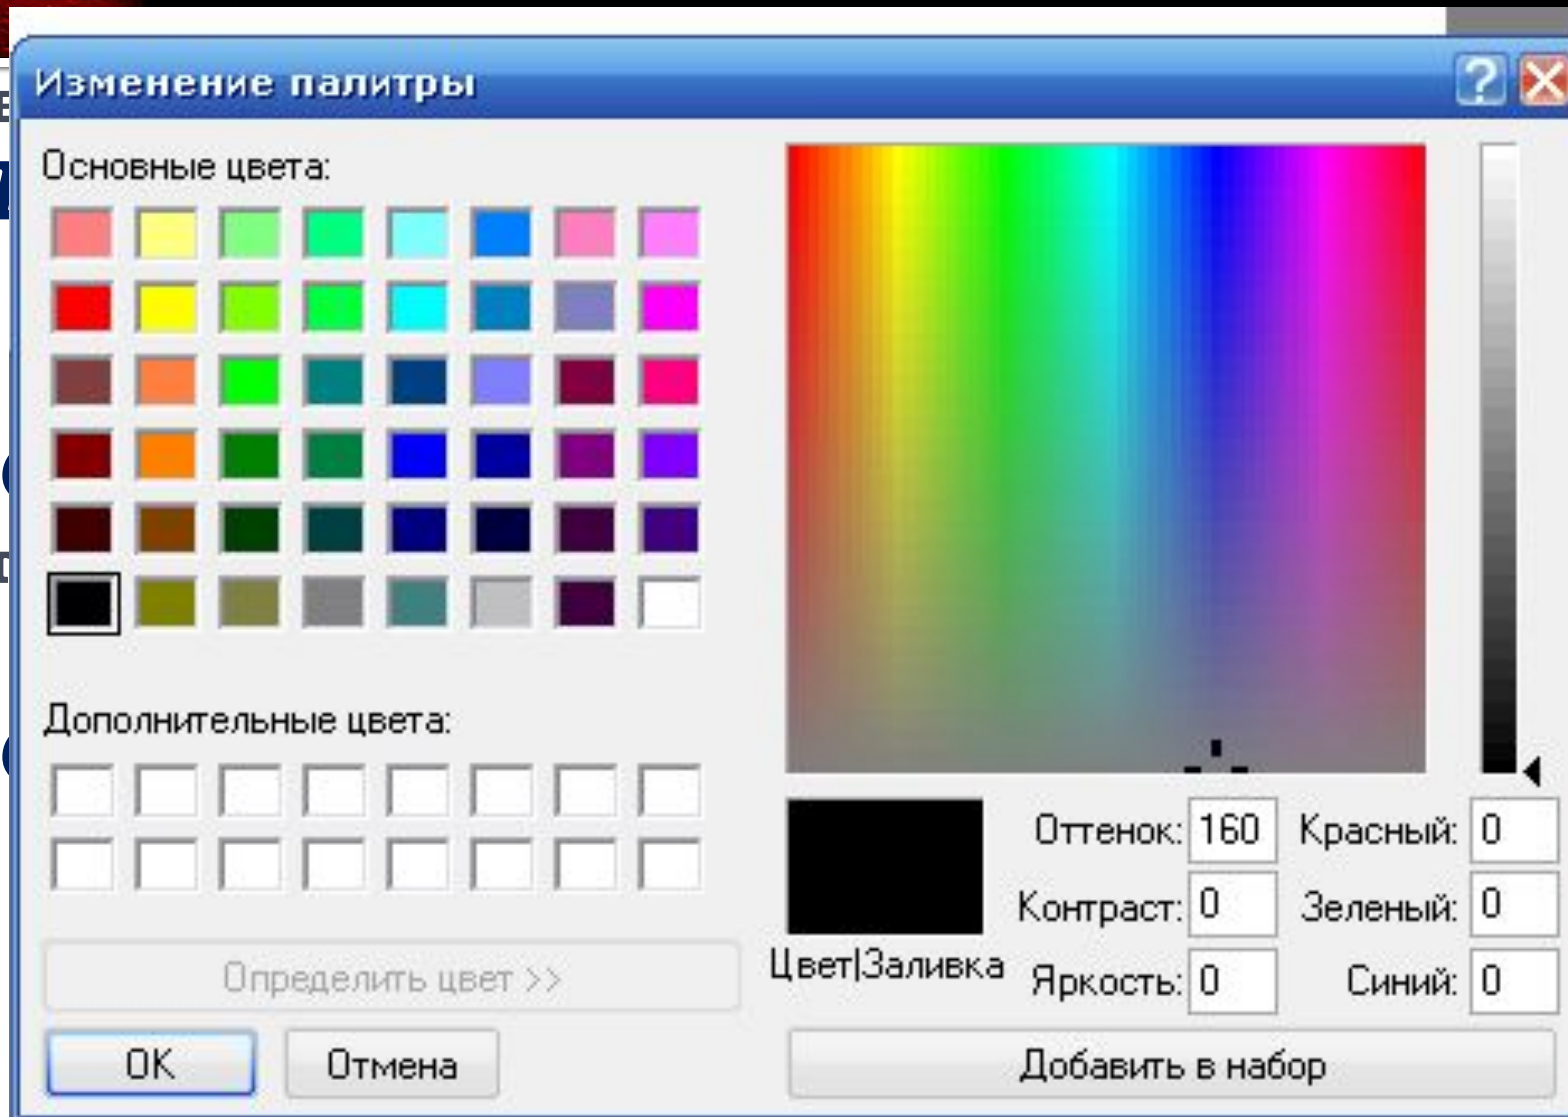 Изменение палитры
Основные цвета:
Дополнительные цвета:
Определить цвет >>
OK
Отмена
Цвет|Заливка
Оттенок: 160
Контраст: 0
Яркость: 0
Красный: 0
Зеленый: 0
Синий: 0
Добавить в набор